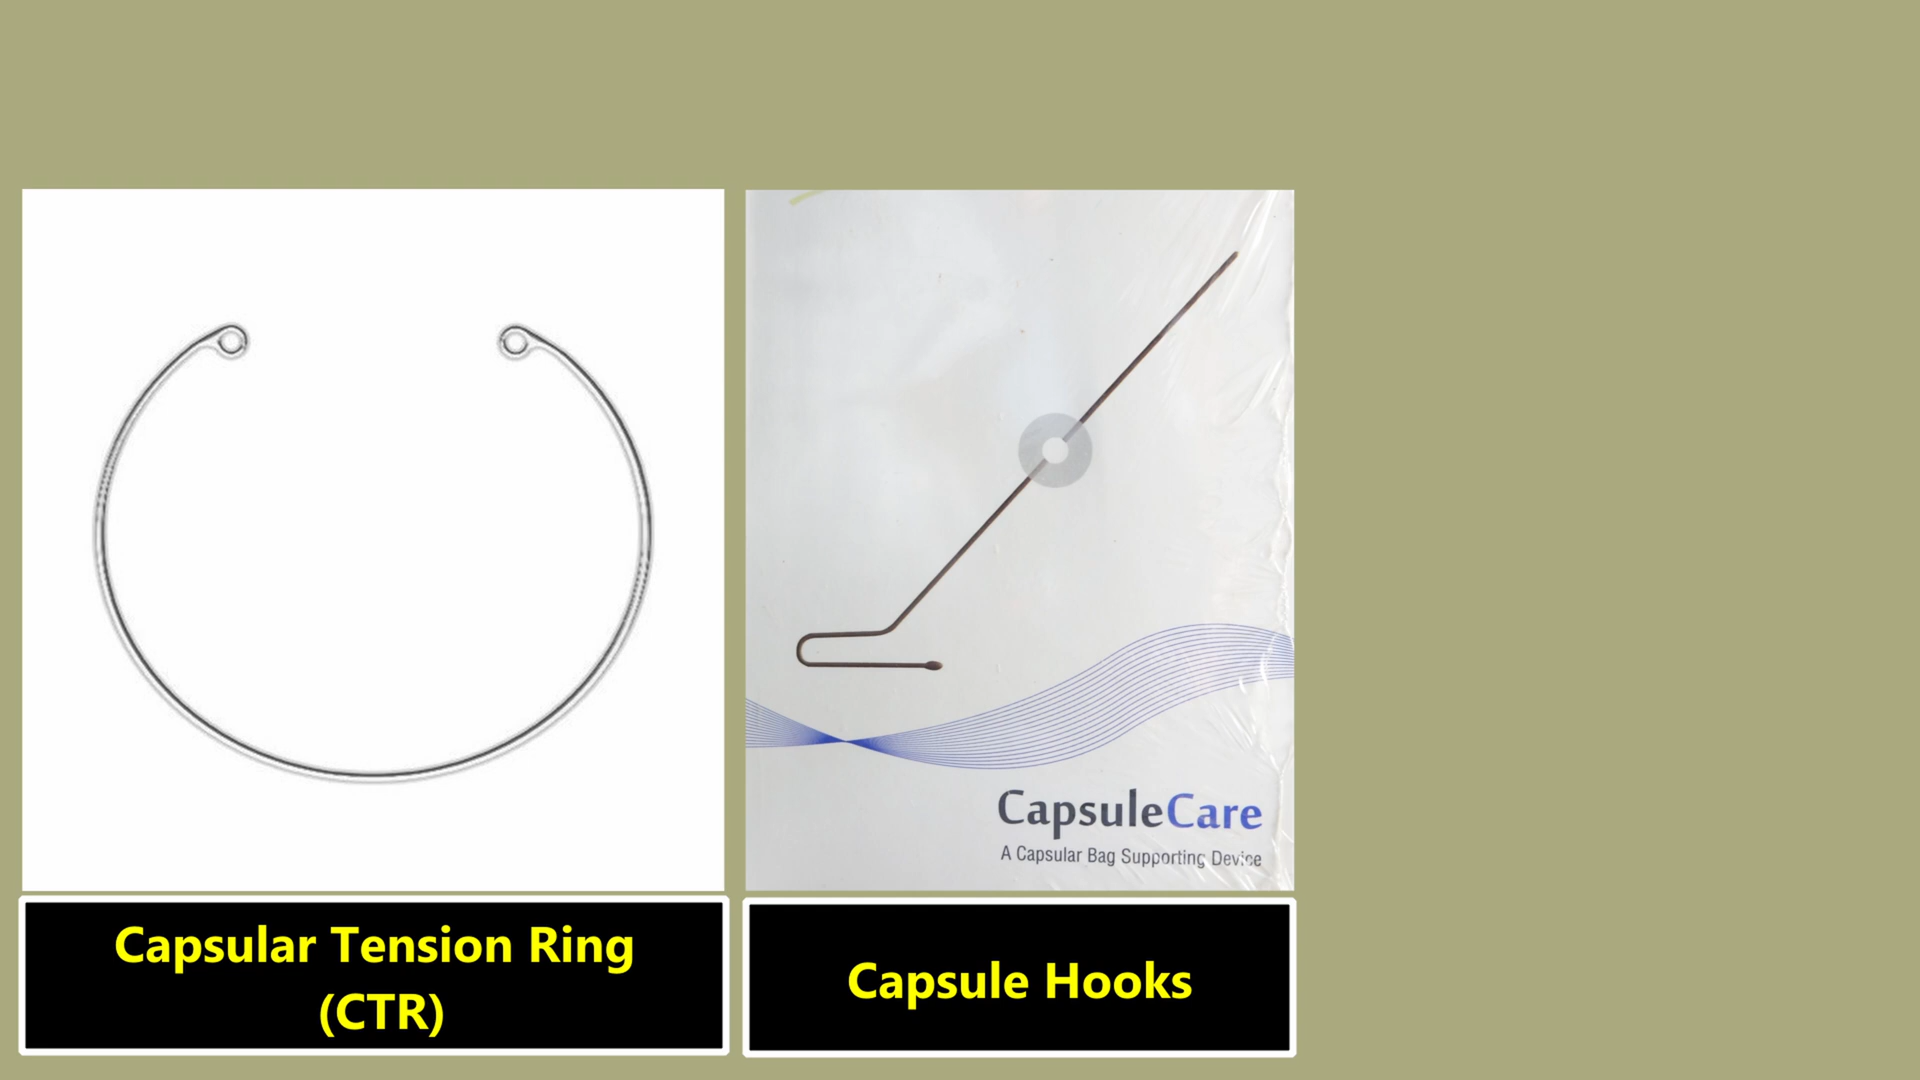 CapsuleCare
A Capsular Bag Supporting Device
Capsular Tension Ring
(CTR)
Capsule Hooks